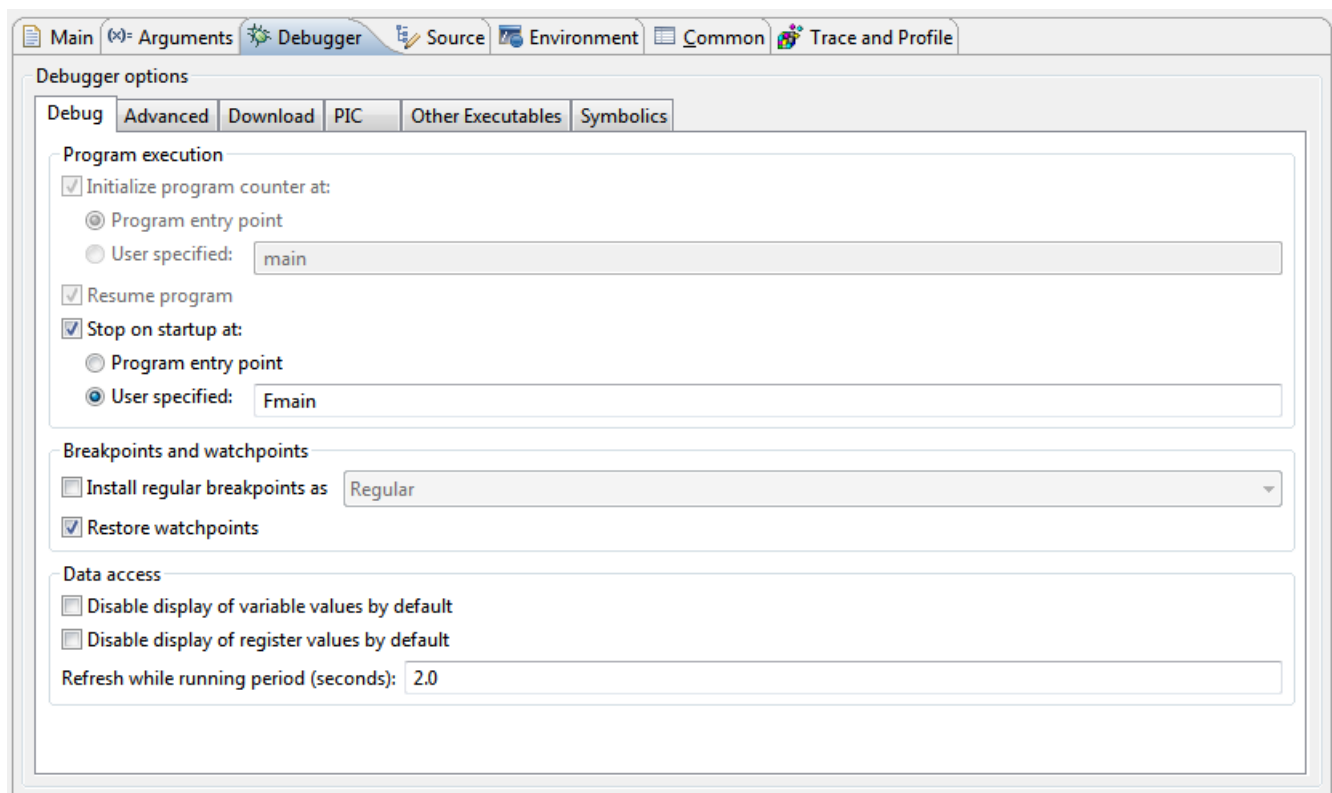 Main (x)= Arguments Debugger Source Environment Common Trace and Profile
Debugger options
Debug Advanced Download PIC Other Executables Symbolics
Program execution
Initialize program counter at:
Program entry point
User specified: main
Resume program
Stop on startup at:
Program entry point
User specified: Fmain
Breakpoints and watchpoints
Install regular breakpoints as Regular
Restore watchpoints
Data access
Disable display of variable values by default
Disable display of register values by default
Refresh while running period (seconds): 2.0